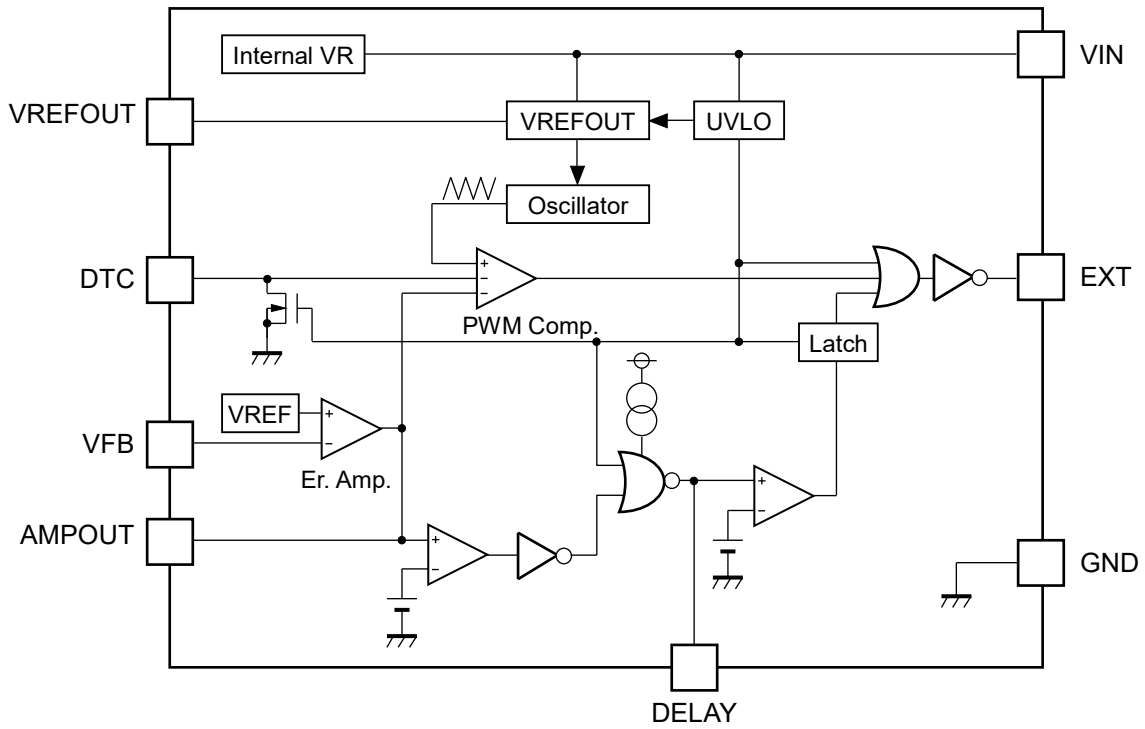 Internal VR
VIN
VREFOUT
VREFOUT
UVLO
Oscillator
DTC
+
−
−
EXT
PWM Comp.
Latch
VREF
+
VFB
−
Er. Amp.
+
−
AMPOUT
+
−
GND
DELAY